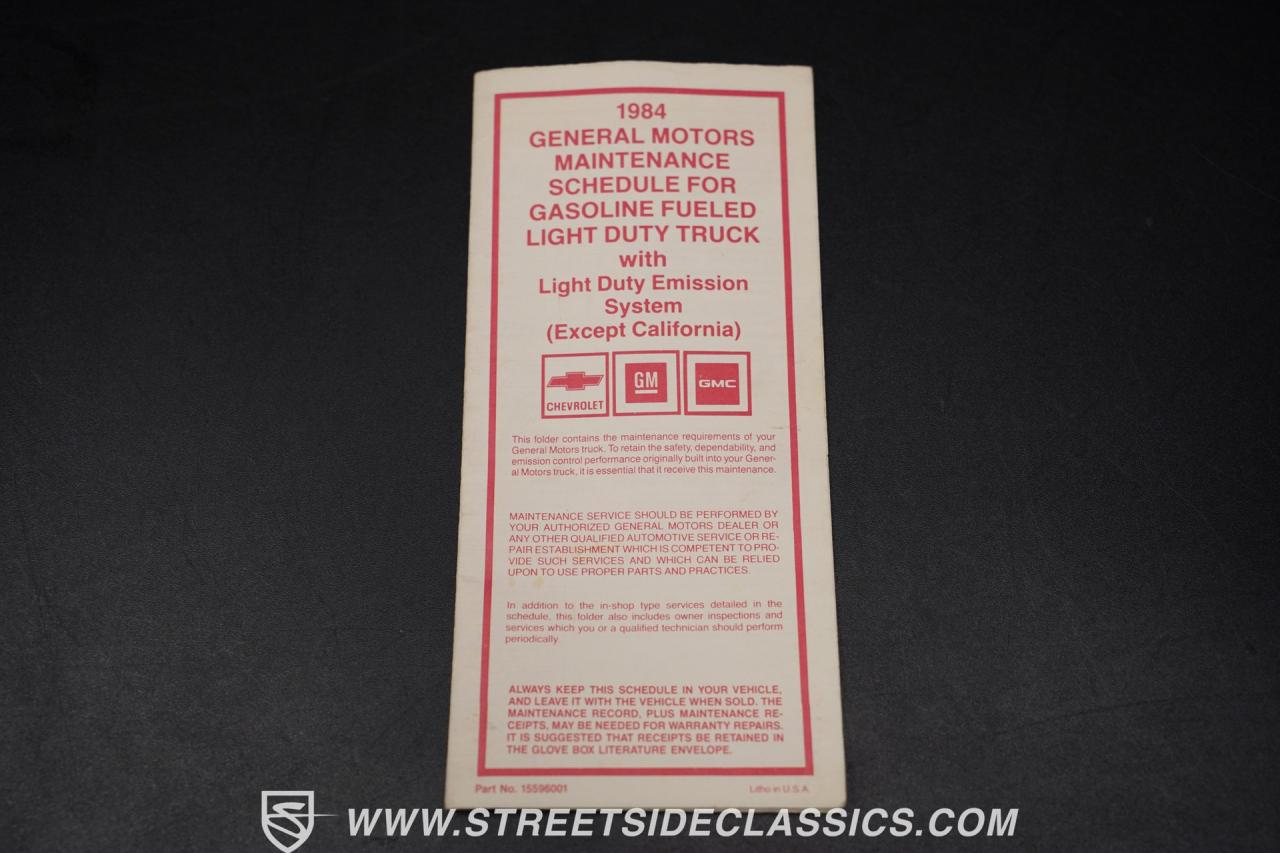 1984
GENERAL MOTORS
MAINTENANCE
SCHEDULE FOR
GASOLINE FUELED
LIGHT DUTY TRUCK
with
Light Duty Emission
System
(Except California)
CHEVROLET GM GMC
This folder contains the maintenance requirements of your
General Motors truck. To retain the safety, dependability, and
emission control performance originally built into your Gener-
al Motors truck, it is essential that it receive this maintenance.
MAINTENANCE SERVICE SHOULD BE PERFORMED BY
YOUR AUTHORIZED GENERAL MOTORS DEALER OR
ANY OTHER QUALIFIED AUTOMOTIVE SERVICE OR RE-
PAIR ESTABLISHMENT WHICH IS COMPETENT TO PRO-
VIDE SUCH SERVICES AND WHICH CAN BE RELIED
UPON TO USE PROPER PARTS AND PRACTICES.
In addition to the in-shop type services detailed in the
schedule, this folder also includes owner inspections and
services which you or a qualified technician should perform
periodically.
ALWAYS KEEP THIS SCHEDULE IN YOUR VEHICLE,
AND LEAVE IT WITH THE VEHICLE WHEN SOLD. THE
MAINTENANCE RECORD, PLUS MAINTENANCE RE-
CEIPTS, MAY BE NEEDED FOR WARRANTY REPAIRS.
IT IS SUGGESTED THAT RECEIPTS BE RETAINED IN
THE GLOVE BOX LITERATURE ENVELOPE.
Part No. 15596001 Litho in U.S.A.
WWW.STREETSIDECLASSICS.COM